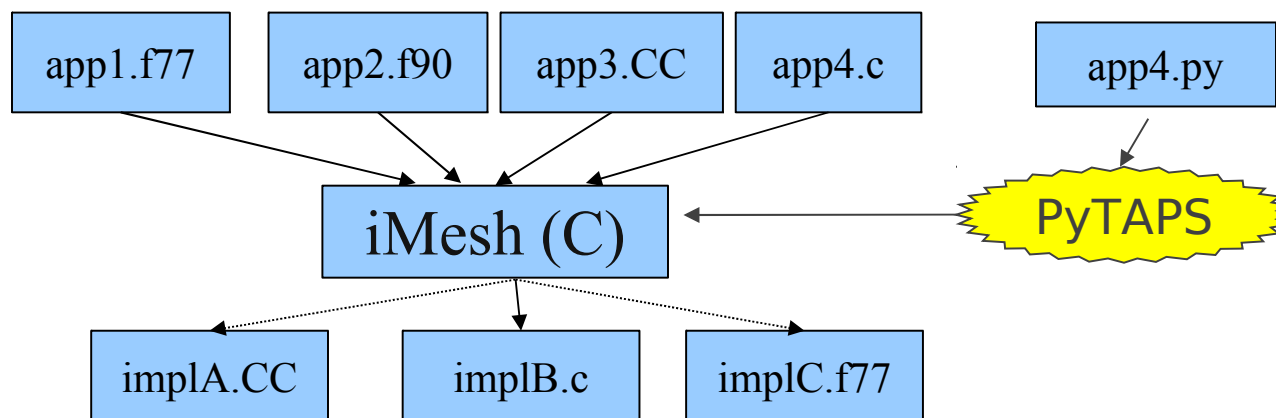 app1.f77
app2.f90
app3.CC
app4.c
app4.py
iMesh (C)
PyTAPS
implA.CC
implB.c
implC.f77